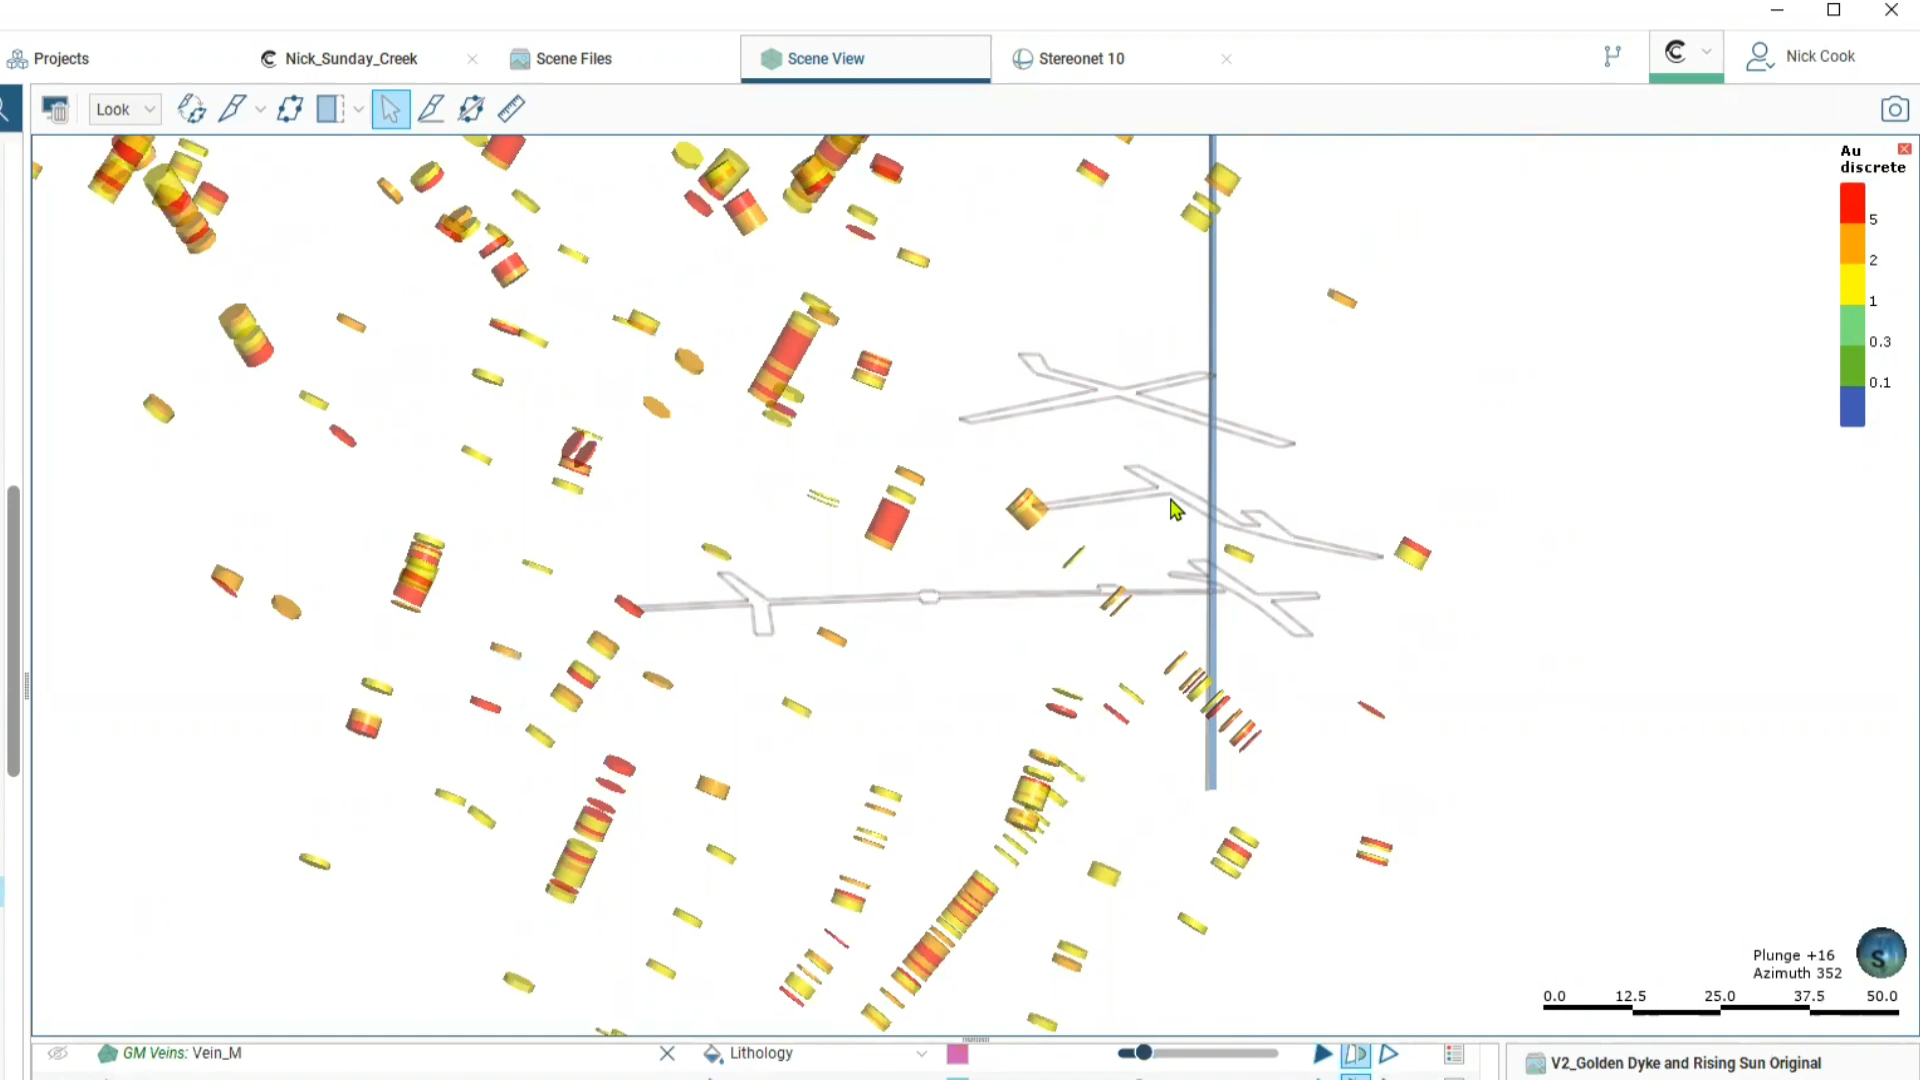 Projects
Nick_Sunday_Creek
Scene Files
Scene View
Stereonet 10
Nick Cook
Look
Au
discrete
5
2
1
0.3
0.1
S
Plunge +16
Azimuth 352
0.0 12.5 25.0 37.5 50.0
GM Veins: Vein_M
Lithology
V2_Golden Dyke and Rising Sun Original